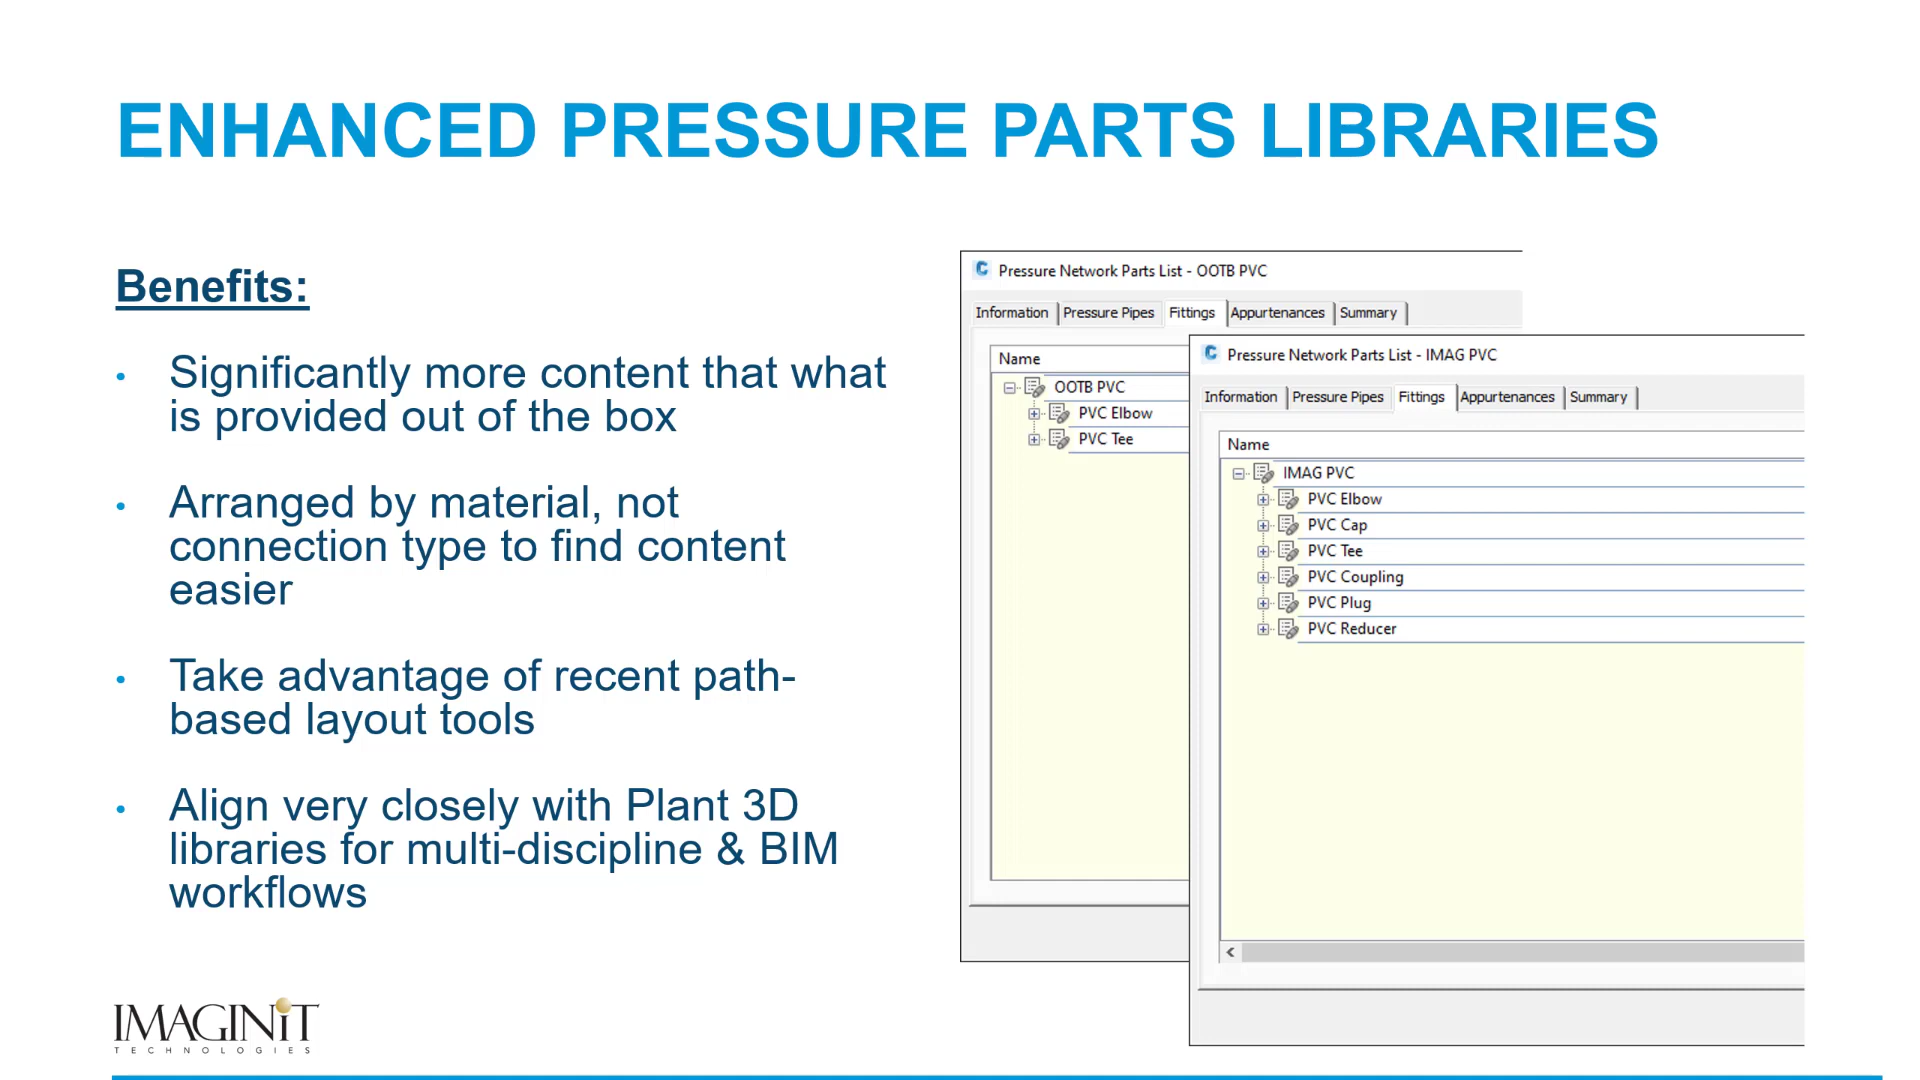 ENHANCED PRESSURE PARTS LIBRARIES
Benefits:
• Significantly more content that what
is provided out of the box
• Arranged by material, not
connection type to find content
easier
• Take advantage of recent path-
based layout tools
• Align very closely with Plant 3D
libraries for multi-discipline & BIM
workflows
Pressure Network Parts List - OOTB PVC
Information Pressure Pipes Fittings Appurtenances Summary
Name
OOTB PVC
PVC Elbow
PVC Tee
Pressure Network Parts List - IMAG PVC
Information Pressure Pipes Fittings Appurtenances Summary
Name
IMAG PVC
PVC Elbow
PVC Cap
PVC Tee
PVC Coupling
PVC Plug
PVC Reducer
IMAGINiT
TECHNOLOGIES